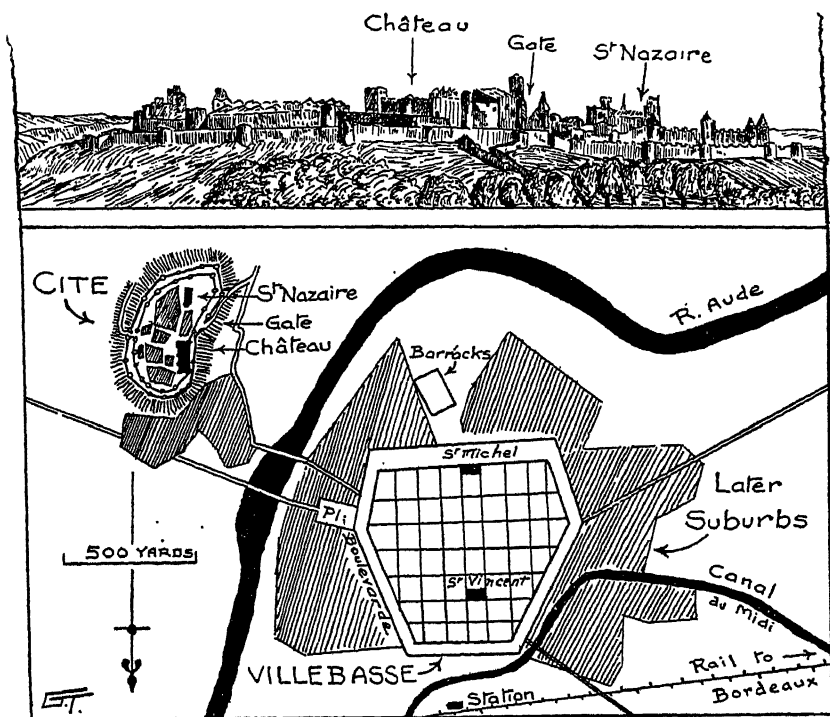 Château
Gate
St Nazaire
CITE
St Nazaire
Gate
Château
R. Aude
Barracks
St Michel
Later
Suburbs
Pl.
Boulevarde
500 YARDS
St Vincent
Canal
du Midi
VILLEBASSE
Rail to
Bordeaux
Station
G.T.